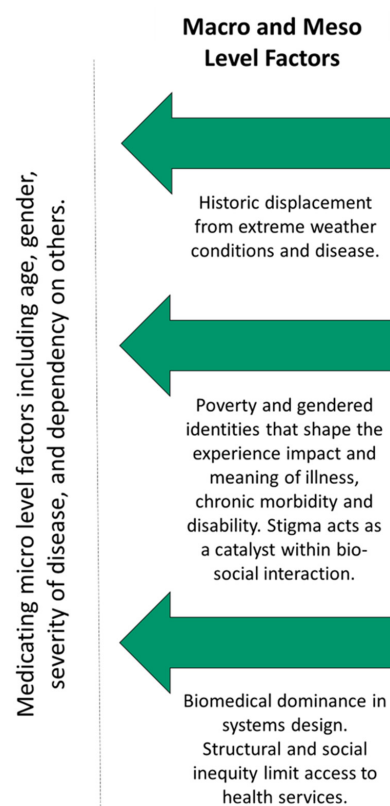 Macro and Meso
Level Factors
Medicating micro level factors including age, gender,
severity of disease, and dependency on others.
Historic displacement
from extreme weather
conditions and disease.
Poverty and gendered
identities that shape the
experience impact and
meaning of illness,
chronic morbidity and
disability. Stigma acts as
a catalyst within bio-
social interaction.
Biomedical dominance in
systems design.
Structural and social
inequity limit access to
health services.